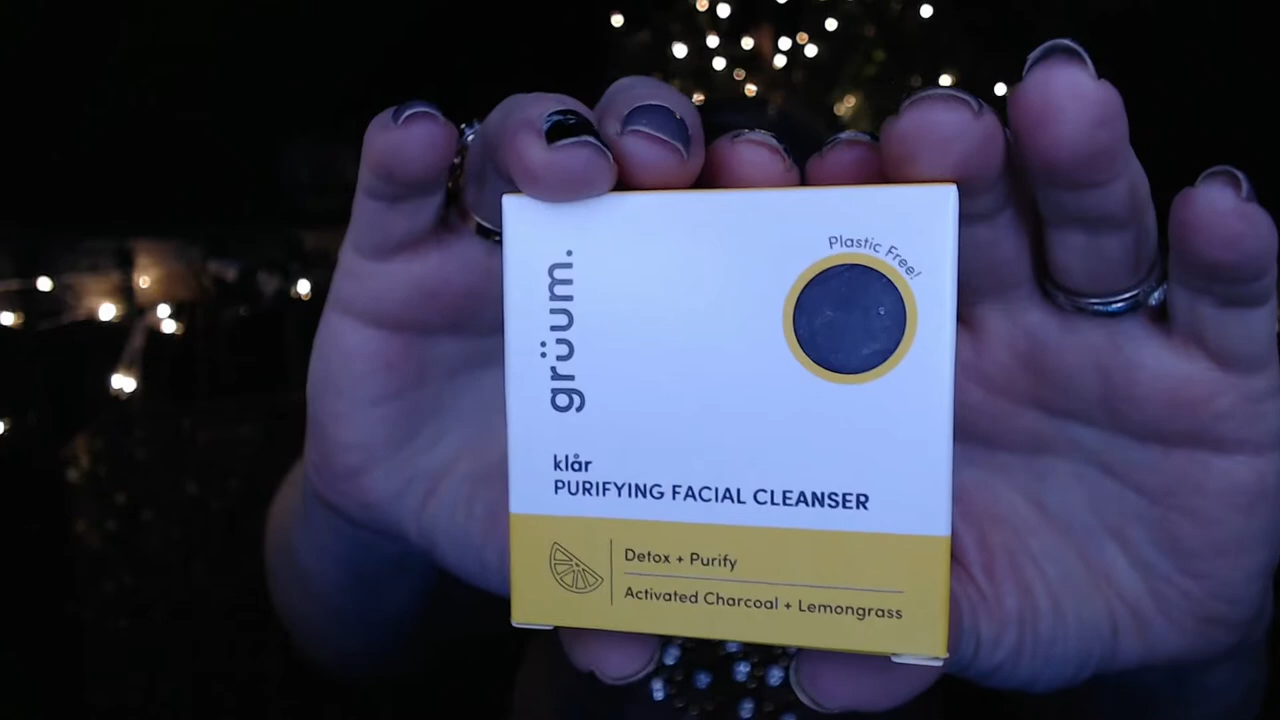 grüum.
Plastic Free!
klår
PURIFYING FACIAL CLEANSER
Detox + Purify
Activated Charcoal + Lemongrass